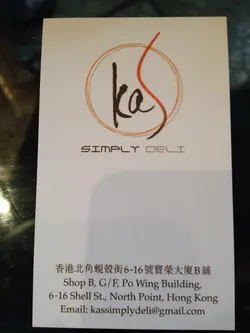 kaS
SIMPLY DELI
香港北角蜆殼街6-16號寶榮大廈B舖
Shop B, G/F, Po Wing Building,
6-16 Shell St., North Point, Hong Kong
Email: kassimplydeli@gmail.com